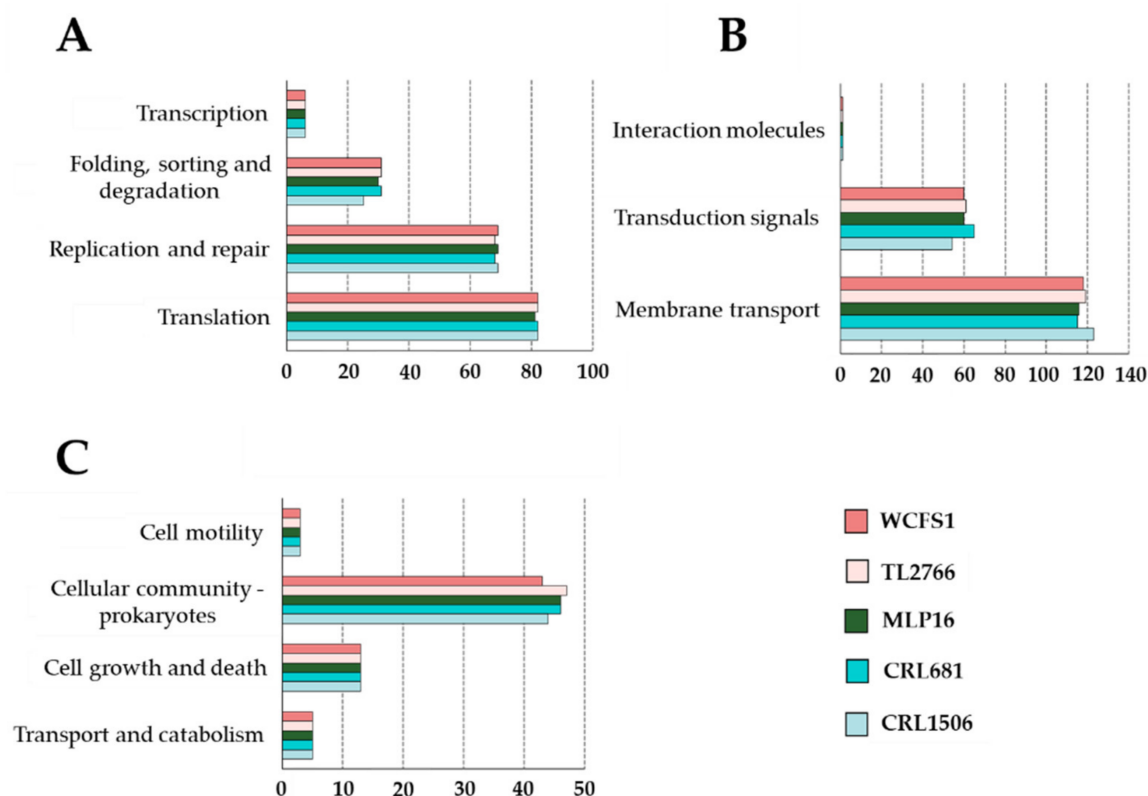 A
Transcription
Folding, sorting and
degradation
Replication and repair
Translation
0 20 40 60 80 100
B
Interaction molecules
Transduction signals
Membrane transport
0 20 40 60 80 100 120 140
C
Cell motility
Cellular community -
prokaryotes
Cell growth and death
Transport and catabolism
0 10 20 30 40 50
WCFS1
TL2766
MLP16
CRL681
CRL1506